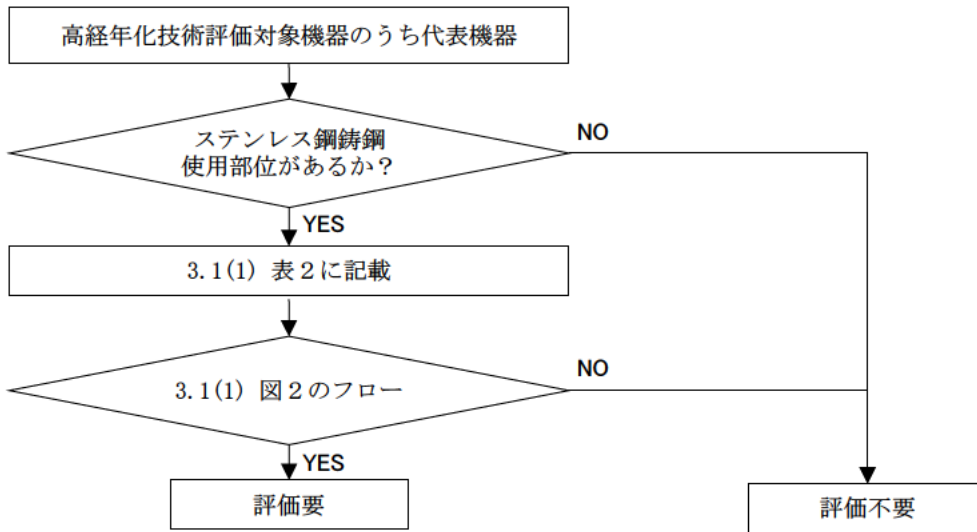 高経年化技術評価対象機器のうち代表機器
ステンレス鋼鋳鋼
使用部位があるか？
NO
YES
3.1(1) 表２に記載
3.1(1) 図２のフロー
NO
YES
評価要
評価不要